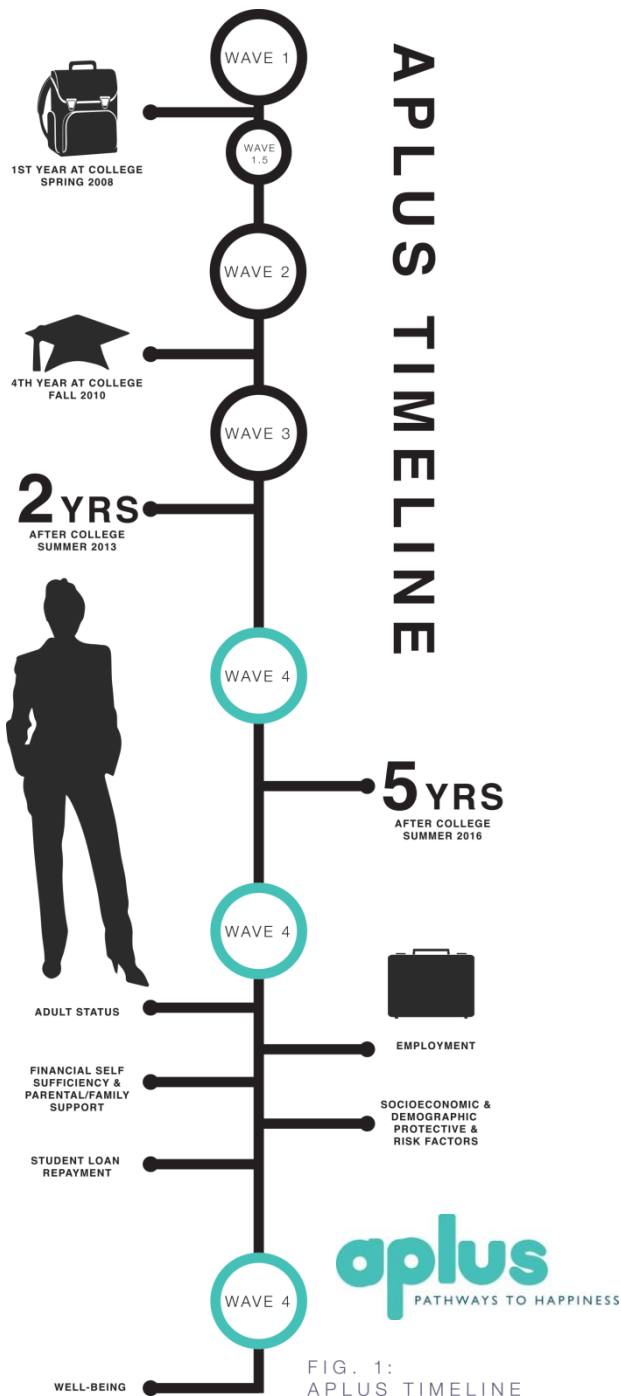 WAVE 1
APLUS TIMELINE
1ST YEAR AT COLLEGE
SPRING 2008
WAVE
1.5
WAVE 2
4TH YEAR AT COLLEGE
FALL 2010
WAVE 3
2 YRS
AFTER COLLEGE
SUMMER 2013
WAVE 4
5 YRS
AFTER COLLEGE
SUMMER 2016
WAVE 4
ADULT STATUS
EMPLOYMENT
FINANCIAL SELF
SUFFICIENCY &
PARENTAL/FAMILY
SUPPORT
SOCIOECONOMIC &
DEMOGRAPHIC
PROTECTIVE &
RISK FACTORS
STUDENT LOAN
REPAYMENT
aplus
PATHWAYS TO HAPPINESS
WAVE 4
WELL-BEING
FIG. 1:
APLUS TIMELINE